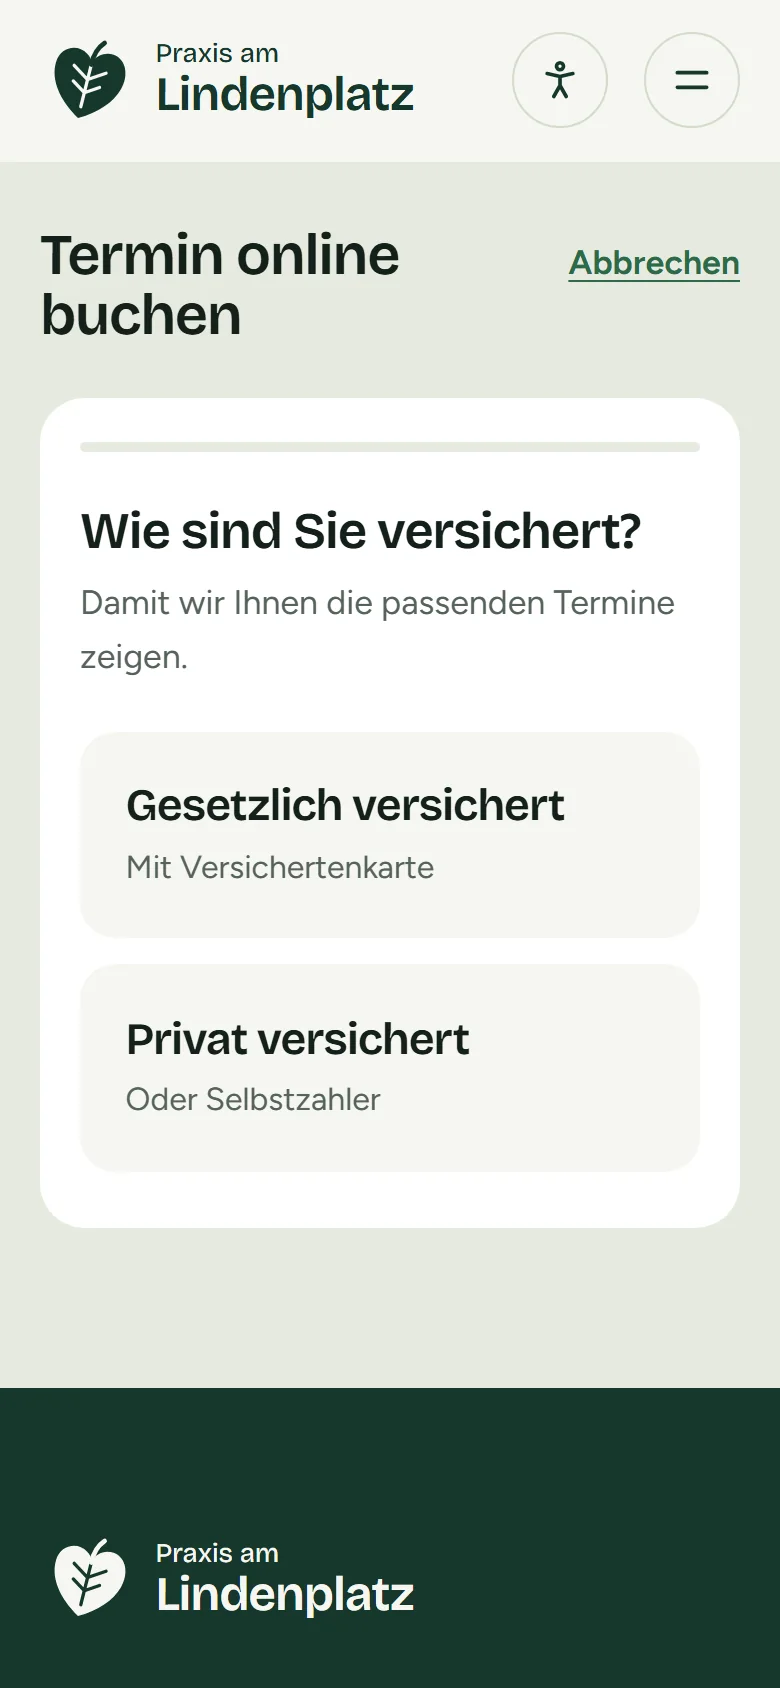 Praxis am
Lindenplatz
Termin online
buchen
Abbrechen
Wie sind Sie versichert?
Damit wir Ihnen die passenden Termine
zeigen.
Gesetzlich versichert
Mit Versichertenkarte
Privat versichert
Oder Selbstzahler
Praxis am
Lindenplatz